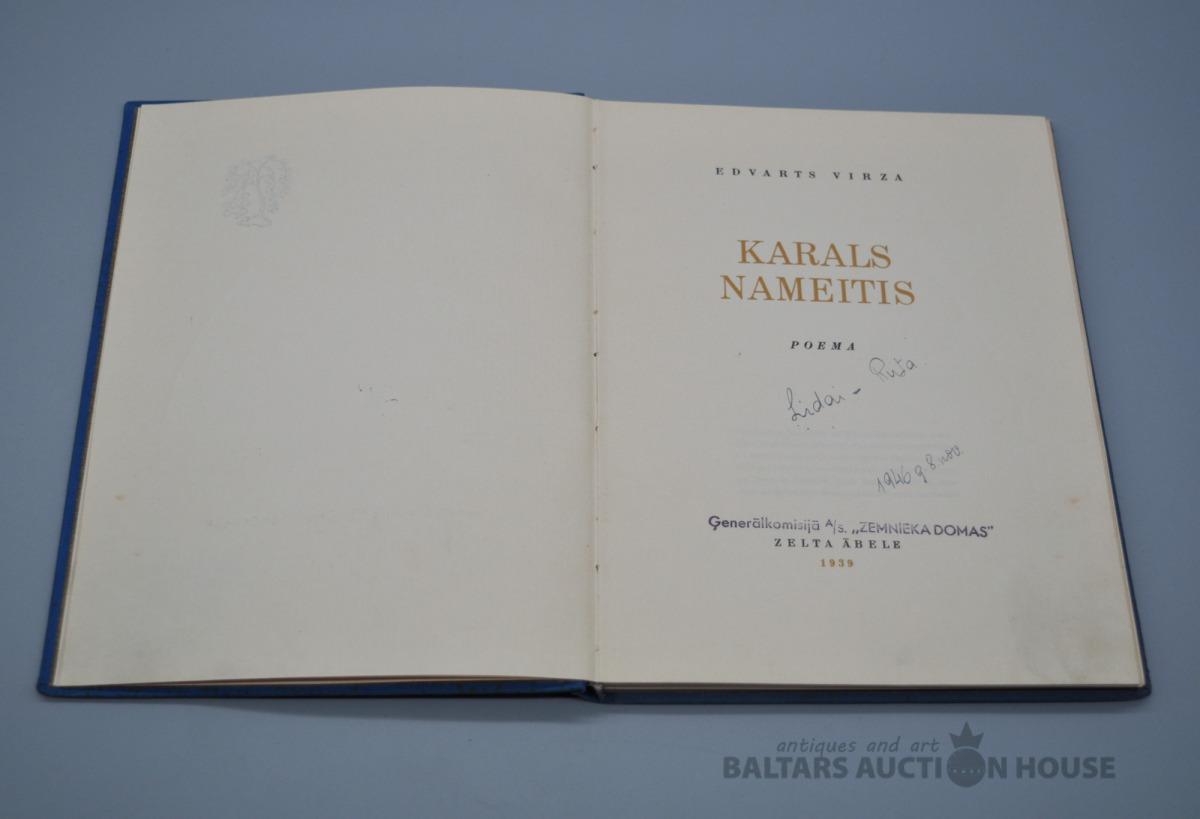 EDVARTS VIRZA
KARALS
NAMEITIS
POEMA
Lidai - Ruta
1946 g 8 nov.
Ģenerālkomisijā A/s. „ZEMNIEKA DOMAS"
ZELTA ĀBELE
1939
antiques and art
BALTARS AUCTION HOUSE